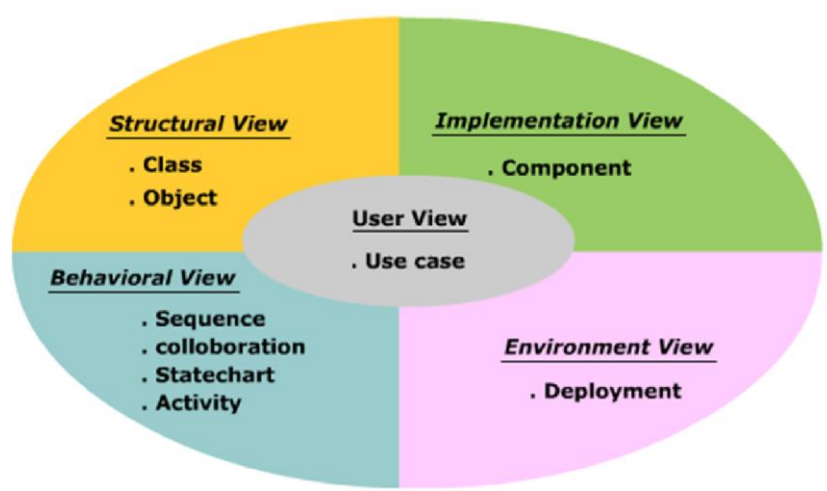 Structural View
. Class
. Object
Implementation View
. Component
User View
. Use case
Behavioral View
. Sequence
. colloboration
. Statechart
. Activity
Environment View
. Deployment